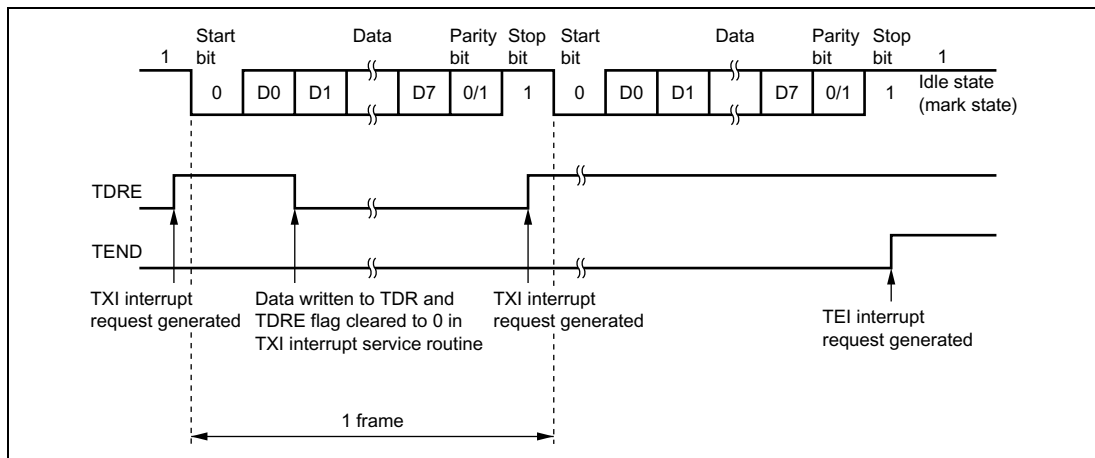 Start bit Data Parity bit Stop bit Start bit Data Parity bit Stop bit
1 1
0 D0 D1 D7 0/1 1 0 D0 D1 D7 0/1 1 Idle state (mark state)
TDRE
TEND
TXI interrupt request generated
Data written to TDR and TDRE flag cleared to 0 in TXI interrupt service routine
TXI interrupt request generated
TEI interrupt request generated
1 frame